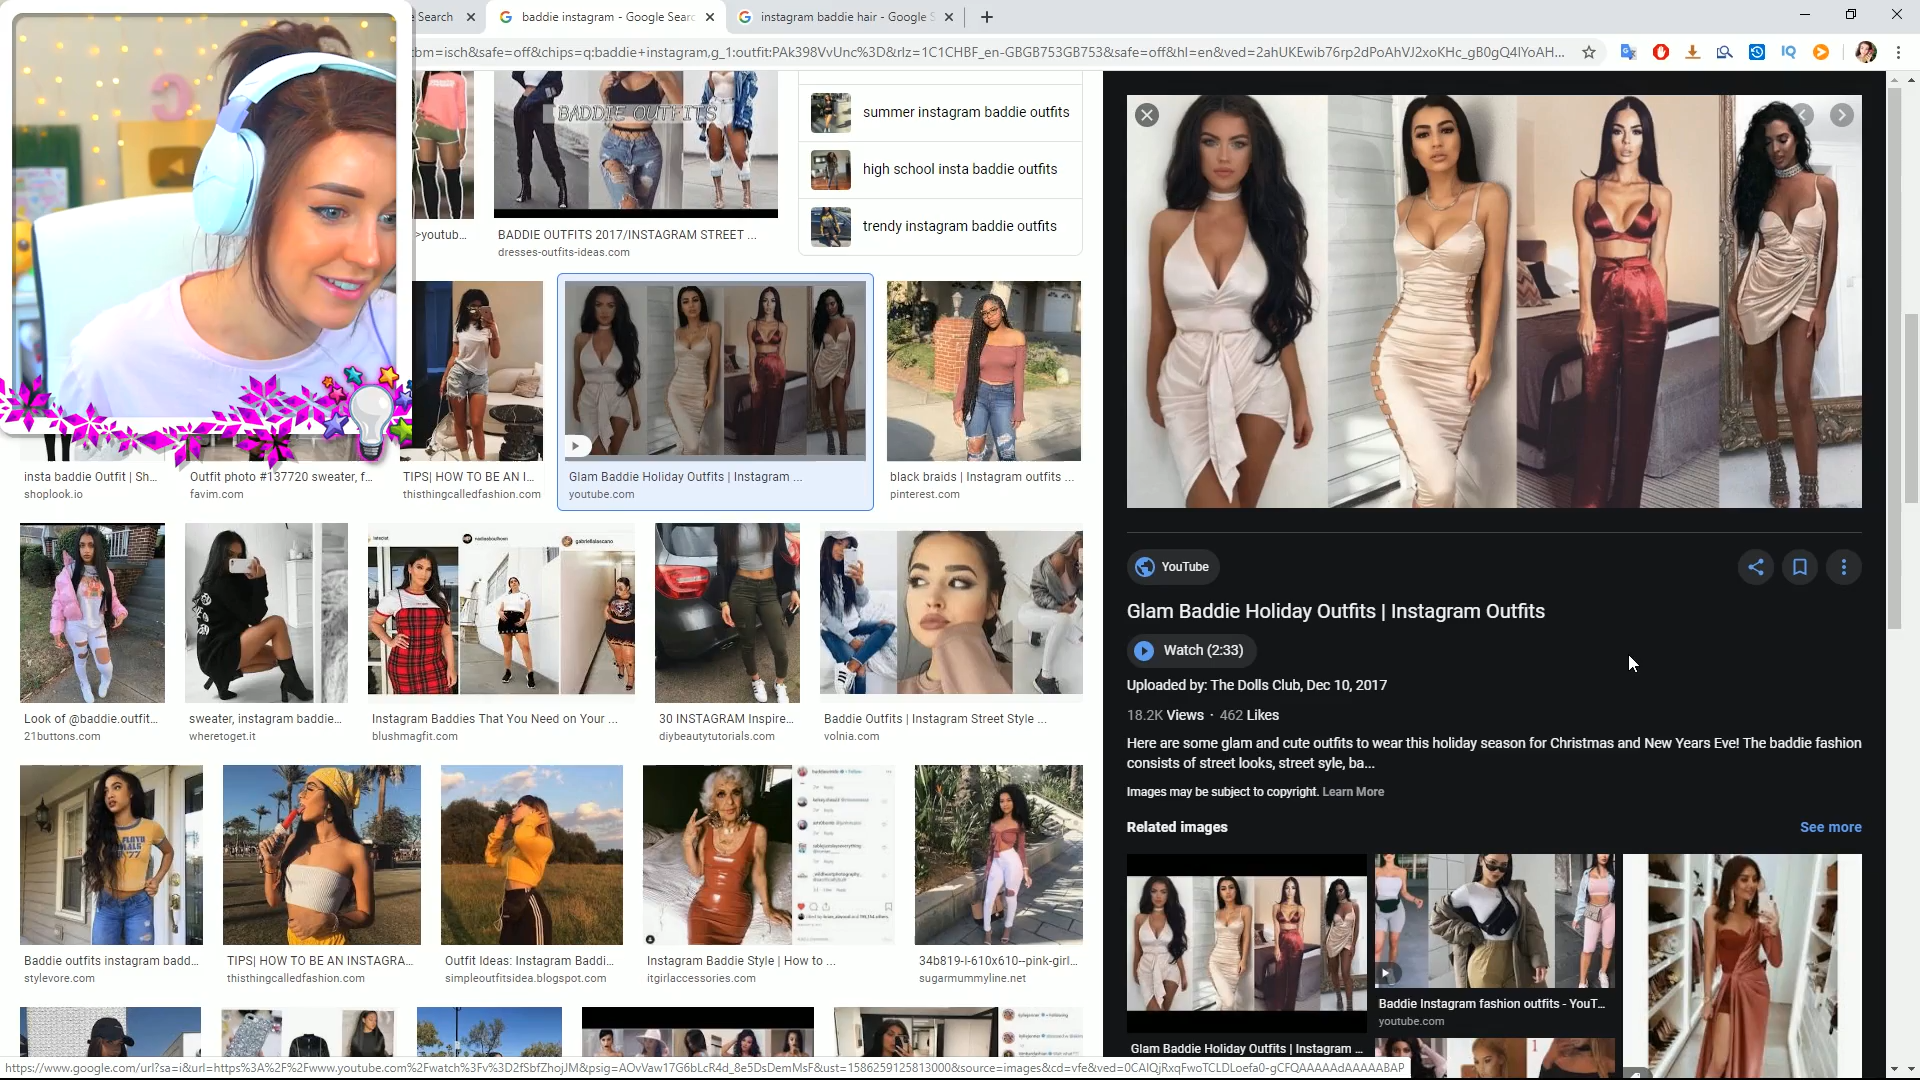 e Search
baddie instagram - Google Searc
instagram baddie hair - Google S
:bm=isch&safe=off&chips=q:baddie+instagram,g_1:outfit:PAk398VvUnc%3D&rlz=1C1CHBF_en-GBGB753GB753&safe=off&hl=en&ved=2ahUKEwib76rp2dPoAhVJ2xoKHc_gB0gQ4lYoAH...
BADDIE OUTFITS
summer instagram baddie outfits
high school insta baddie outfits
trendy instagram baddie outfits
>youtub...
BADDIE OUTFITS 2017/INSTAGRAM STREET ...
dresses-outfits-ideas.com
insta baddie Outfit | Sh...
shoplook.io
Outfit photo #137720 sweater, f...
favim.com
TIPS| HOW TO BE AN I...
thisthingcalledfashion.com
Glam Baddie Holiday Outfits | Instagram ...
youtube.com
black braids | Instagram outfits ...
pinterest.com
Look of @baddie.outfit...
21buttons.com
sweater, instagram baddie...
wheretoget.it
Instagram Baddies That You Need on Your ...
blushmagfit.com
30 INSTAGRAM Inspire...
diybeautytutorials.com
Baddie Outfits | Instagram Street Style ...
volnia.com
Baddie outfits instagram badd...
stylevore.com
TIPS| HOW TO BE AN INSTAGRA...
thisthingcalledfashion.com
Outfit Ideas: Instagram Baddi...
simpleoutfitsidea.blogspot.com
Instagram Baddie Style | How to ...
itgirlaccessories.com
34b819-l-610x610--pink-girl...
sugarmummyline.net
YouTube
Glam Baddie Holiday Outfits | Instagram Outfits
Watch (2:33)
Uploaded by: The Dolls Club, Dec 10, 2017
18.2K Views · 462 Likes
Here are some glam and cute outfits to wear this holiday season for Christmas and New Years Eve! The baddie fashion
consists of street looks, street syle, ba...
Images may be subject to copyright. Learn More
Related images
See more
Baddie Instagram fashion outfits - YouT...
youtube.com
Glam Baddie Holiday Outfits | Instagram ...
https://www.google.com/url?sa=i&url=https%3A%2F%2Fwww.youtube.com%2Fwatch%3Fv%3D2fSbfZhojJM&psig=AOvVaw17G6bLcR4d_8e5DsDemMsF&ust=1586259125813000&source=images&cd=vfe&ved=0CAIQjRxqFwoTCLDLoefa0-gCFQAAAAAdAAAAABAP